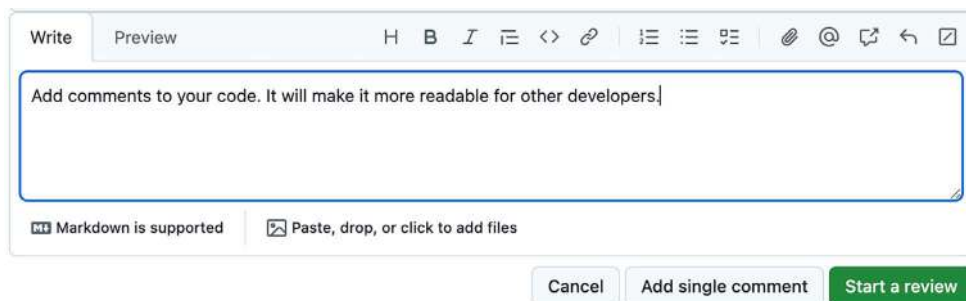 Write Preview H B I <>
Add comments to your code. It will make it more readable for other developers.
Markdown is supported Paste, drop, or click to add files
Cancel Add single comment Start a review